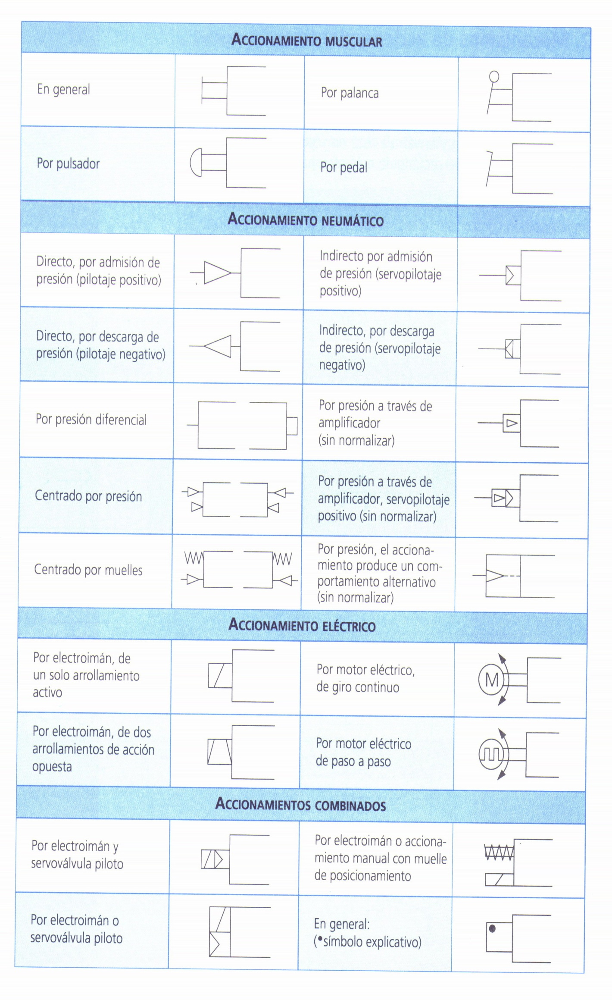 ACCIONAMIENTO MUSCULAR
En general
Por palanca
Por pulsador
Por pedal
ACCIONAMIENTO NEUMÁTICO
Directo, por admisión de
presión (pilotaje positivo)
Indirecto por admisión
de presión (servopilotaje
positivo)
Directo, por descarga de
presión (pilotaje negativo)
Indirecto, por descarga
de presión (servopilotaje
negativo)
Por presión diferencial
Por presión a través de
amplificador
(sin normalizar)
Centrado por presión
Por presión a través de
amplificador, servopilotaje
positivo (sin normalizar)
Centrado por muelles
Por presión, el acciona-
miento produce un com-
portamiento alternativo
(sin normalizar)
ACCIONAMIENTO ELÉCTRICO
Por electroimán, de
un solo arrollamiento
activo
Por motor eléctrico,
de giro continuo
M
Por electroimán, de dos
arrollamientos de acción
opuesta
Por motor eléctrico
de paso a paso
ACCIONAMIENTOS COMBINADOS
Por electroimán y
servoválvula piloto
Por electroimán o acciona-
miento manual con muelle
de posicionamiento
Por electroimán o
servoválvula piloto
En general:
(•símbolo explicativo)